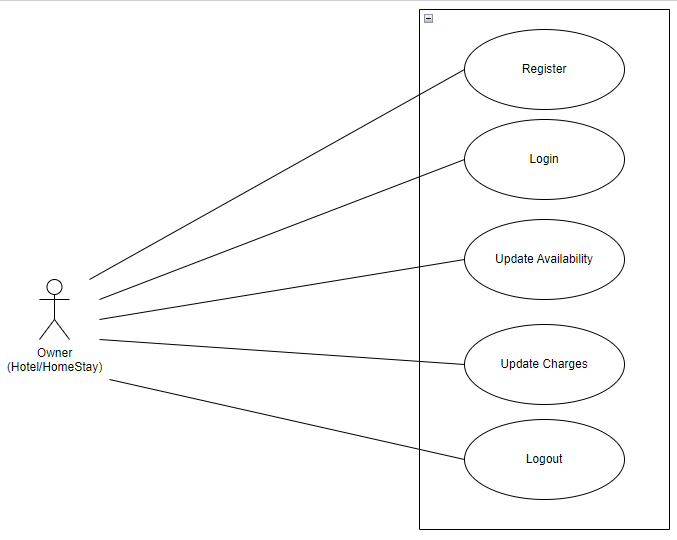 Register
Login
Update Availability
Owner
(Hotel/HomeStay)
Update Charges
Logout